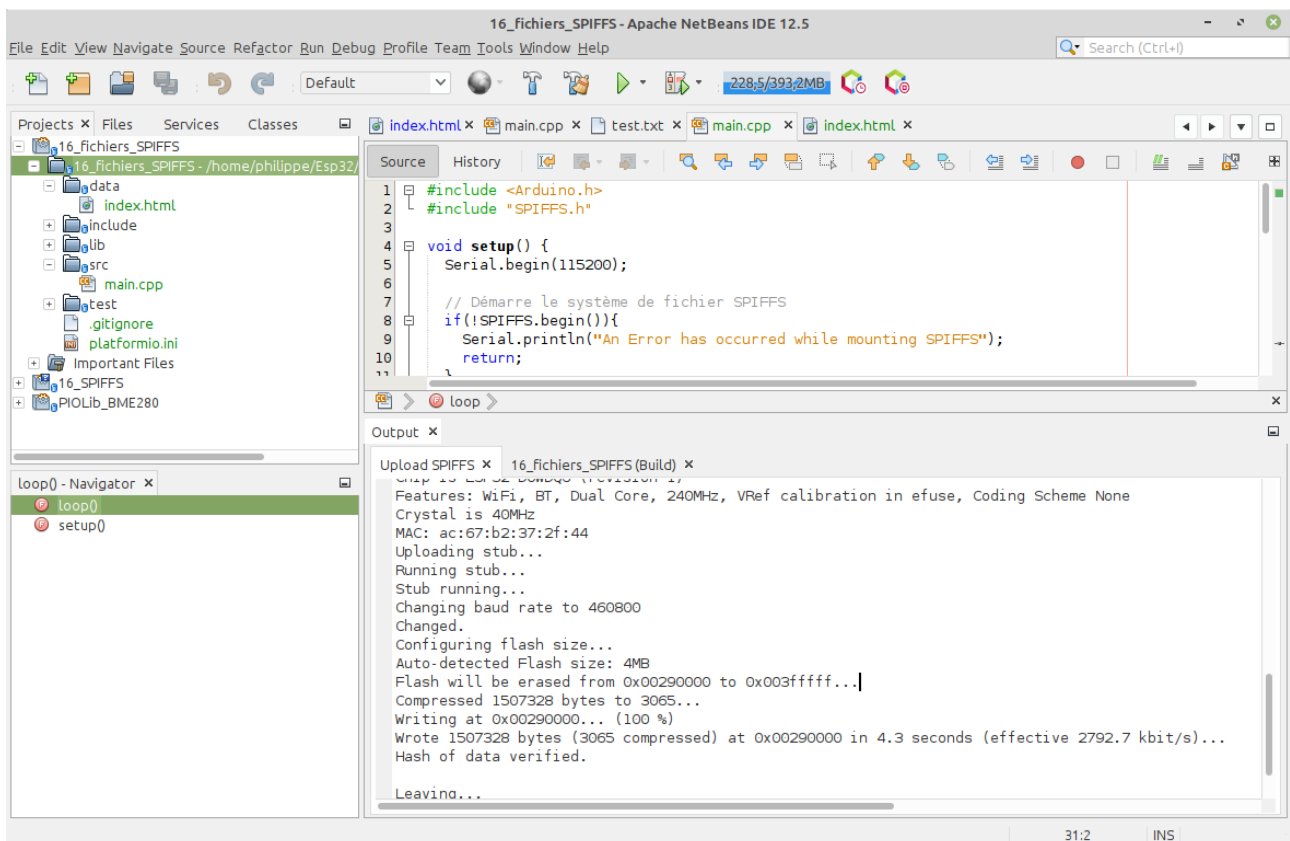 16_fichiers_SPIFFS - Apache NetBeans IDE 12.5
File Edit View Navigate Source Refactor Run Debug Profile Team Tools Window Help
Search (Ctrl+I)
Default
228,5/393,2MB
Projects Files Services Classes
16_fichiers_SPIFFS
16_fichiers_SPIFFS - /home/philippe/Esp32/
data
index.html
include
lib
src
main.cpp
test
.gitignore
platformio.ini
Important Files
16_SPIFFS
PIOLib_BME280
loop() - Navigator
loop()
setup()
index.html main.cpp test.txt main.cpp index.html
Source History
1 #include <Arduino.h>
2 #include "SPIFFS.h"
3
4 void setup() {
5 Serial.begin(115200);
6
7 // Démarre le système de fichier SPIFFS
8 if(!SPIFFS.begin()){
9 Serial.println("An Error has occurred while mounting SPIFFS");
10 return;
11 }
loop
Output
Upload SPIFFS 16_fichiers_SPIFFS (Build)
Features: WiFi, BT, Dual Core, 240MHz, VRef calibration in efuse, Coding Scheme None
Crystal is 40MHz
MAC: ac:67:b2:37:2f:44
Uploading stub...
Running stub...
Stub running...
Changing baud rate to 460800
Changed.
Configuring flash size...
Auto-detected Flash size: 4MB
Flash will be erased from 0x00290000 to 0x003fffff...
Compressed 1507328 bytes to 3065...
Writing at 0x00290000... (100 %)
Wrote 1507328 bytes (3065 compressed) at 0x00290000 in 4.3 seconds (effective 2792.7 kbit/s)...
Hash of data verified.
Leaving...
31:2 INS